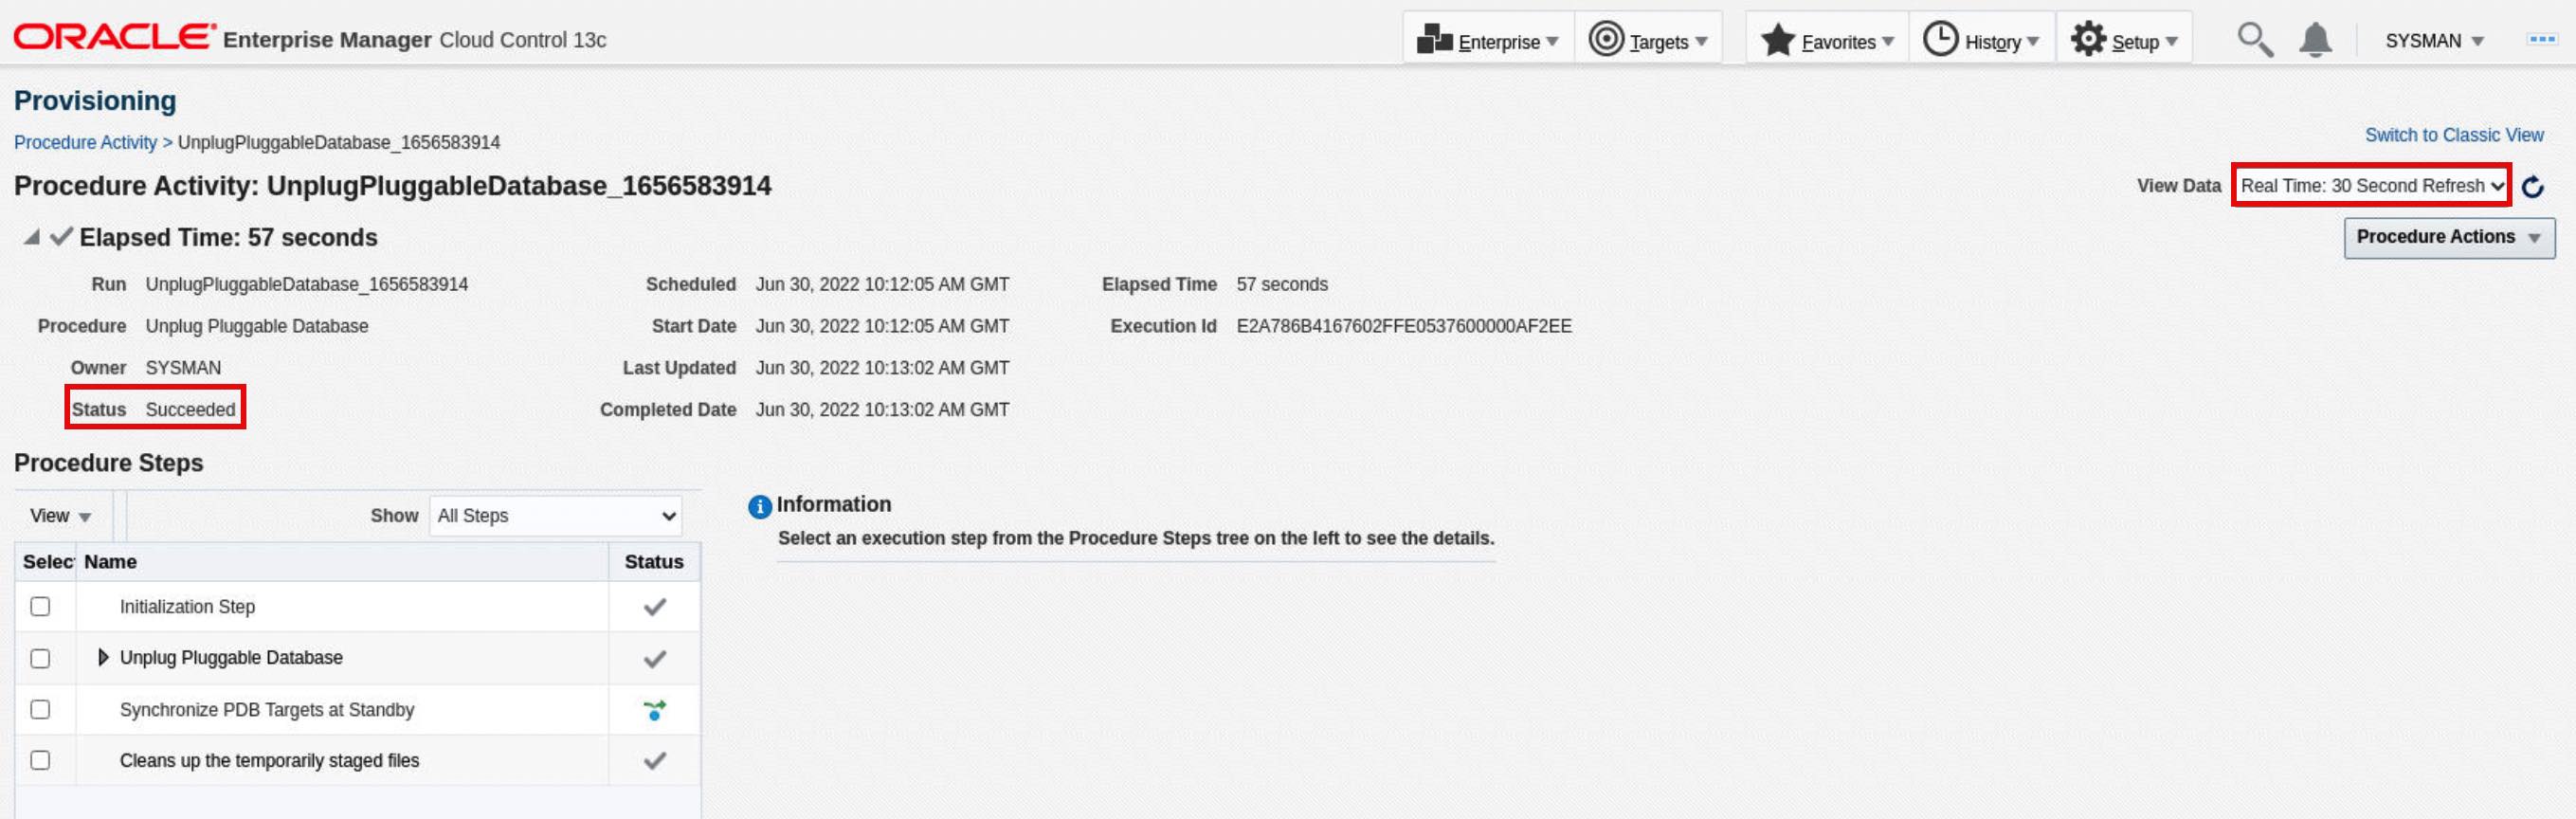 ORACLE Enterprise Manager Cloud Control 13c Enterprise Targets Favorites History Setup SYSMAN
Provisioning
Procedure Activity > UnplugPluggableDatabase_1656583914 Switch to Classic View
Procedure Activity: UnplugPluggableDatabase_1656583914 View Data Real Time: 30 Second Refresh
Elapsed Time: 57 seconds Procedure Actions
Run UnplugPluggableDatabase_1656583914 Scheduled Jun 30, 2022 10:12:05 AM GMT Elapsed Time 57 seconds
Procedure Unplug Pluggable Database Start Date Jun 30, 2022 10:12:05 AM GMT Execution Id E2A786B4167602FFE0537600000AF2EE
Owner SYSMAN Last Updated Jun 30, 2022 10:13:02 AM GMT
Status Succeeded Completed Date Jun 30, 2022 10:13:02 AM GMT
Procedure Steps
View Show All Steps
Selec Name Status
Initialization Step
Unplug Pluggable Database
Synchronize PDB Targets at Standby
Cleans up the temporarily staged files
Information
Select an execution step from the Procedure Steps tree on the left to see the details.